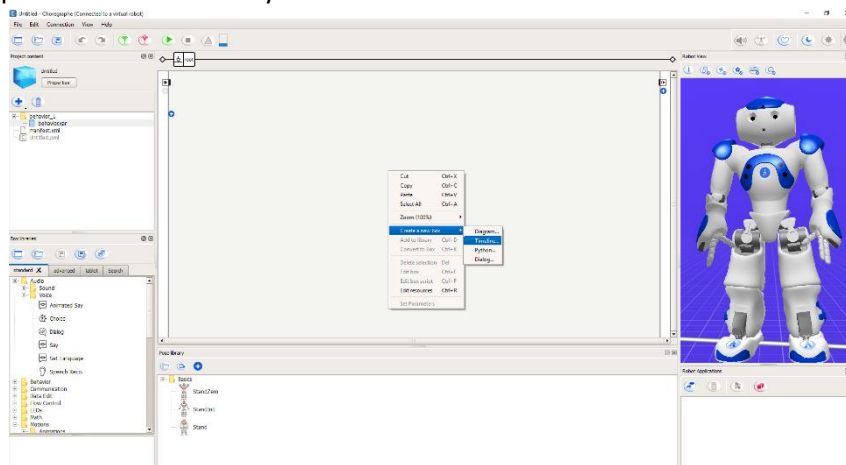 Untitled - Choregraphe (Connected to a virtual robot)
File Edit Connection View Help
Project content
Untitled
Properties
behavior_1
behavior.xar
manifest.xml
Untitled.pml
root
Robot View
Cut Ctrl+X
Copy Ctrl+C
Paste Ctrl+V
Select All Ctrl+A
Zoom (100%)
Create a new box
Add to library Ctrl+D
Convert to Box Ctrl+K
Delete selection Del
Edit box Ctrl+E
Edit box script Ctrl+P
Edit resources Ctrl+R
Set Parameters
Diagram...
Timeline...
Python...
Dialog...
Box libraries
standard X advanced tablet Search
Audio
Sound
Voice
Animated Say
Choice
Dialog
Say
Set Language
Speech Reco.
Behavior
Communication
Data Edit
Flow Control
LEDs
Math
Motions
Animations
Pose library
Basics
StandZero
StandInit
Stand
Robot Applications